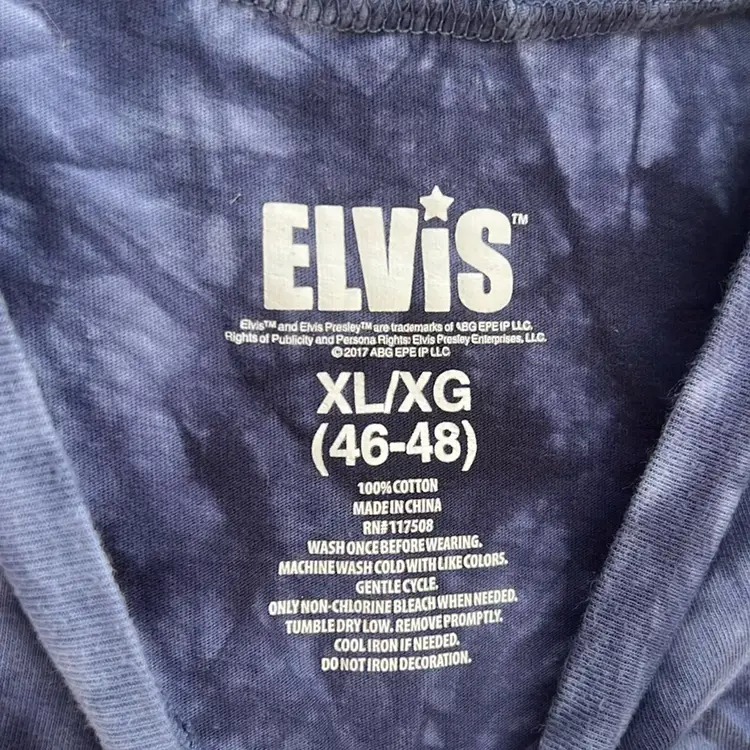 ELViS™
Elvis™ and Elvis Presley™ are trademarks of ABG EPE IP LLC.
Rights of Publicity and Persona Rights: Elvis Presley Enterprises, LLC.
© 2017 ABG EPE IP LLC
XL/XG
(46-48)
100% COTTON
MADE IN CHINA
RN#117508
WASH ONCE BEFORE WEARING.
MACHINE WASH COLD WITH LIKE COLORS.
GENTLE CYCLE.
ONLY NON-CHLORINE BLEACH WHEN NEEDED.
TUMBLE DRY LOW. REMOVE PROMPTLY.
COOL IRON IF NEEDED.
DO NOT IRON DECORATION.